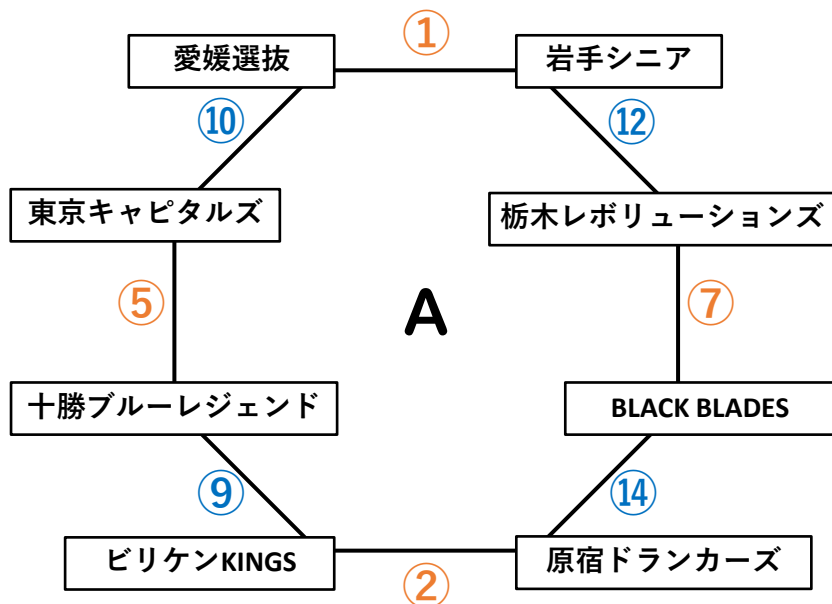 ①
愛媛選抜
岩手シニア
⑩
⑫
東京キャピタルズ
栃木レボリューションズ
⑤
A
⑦
十勝ブルーレジェンド
BLACK BLADES
⑨
⑭
ビリケンKINGS
原宿ドランカーズ
②